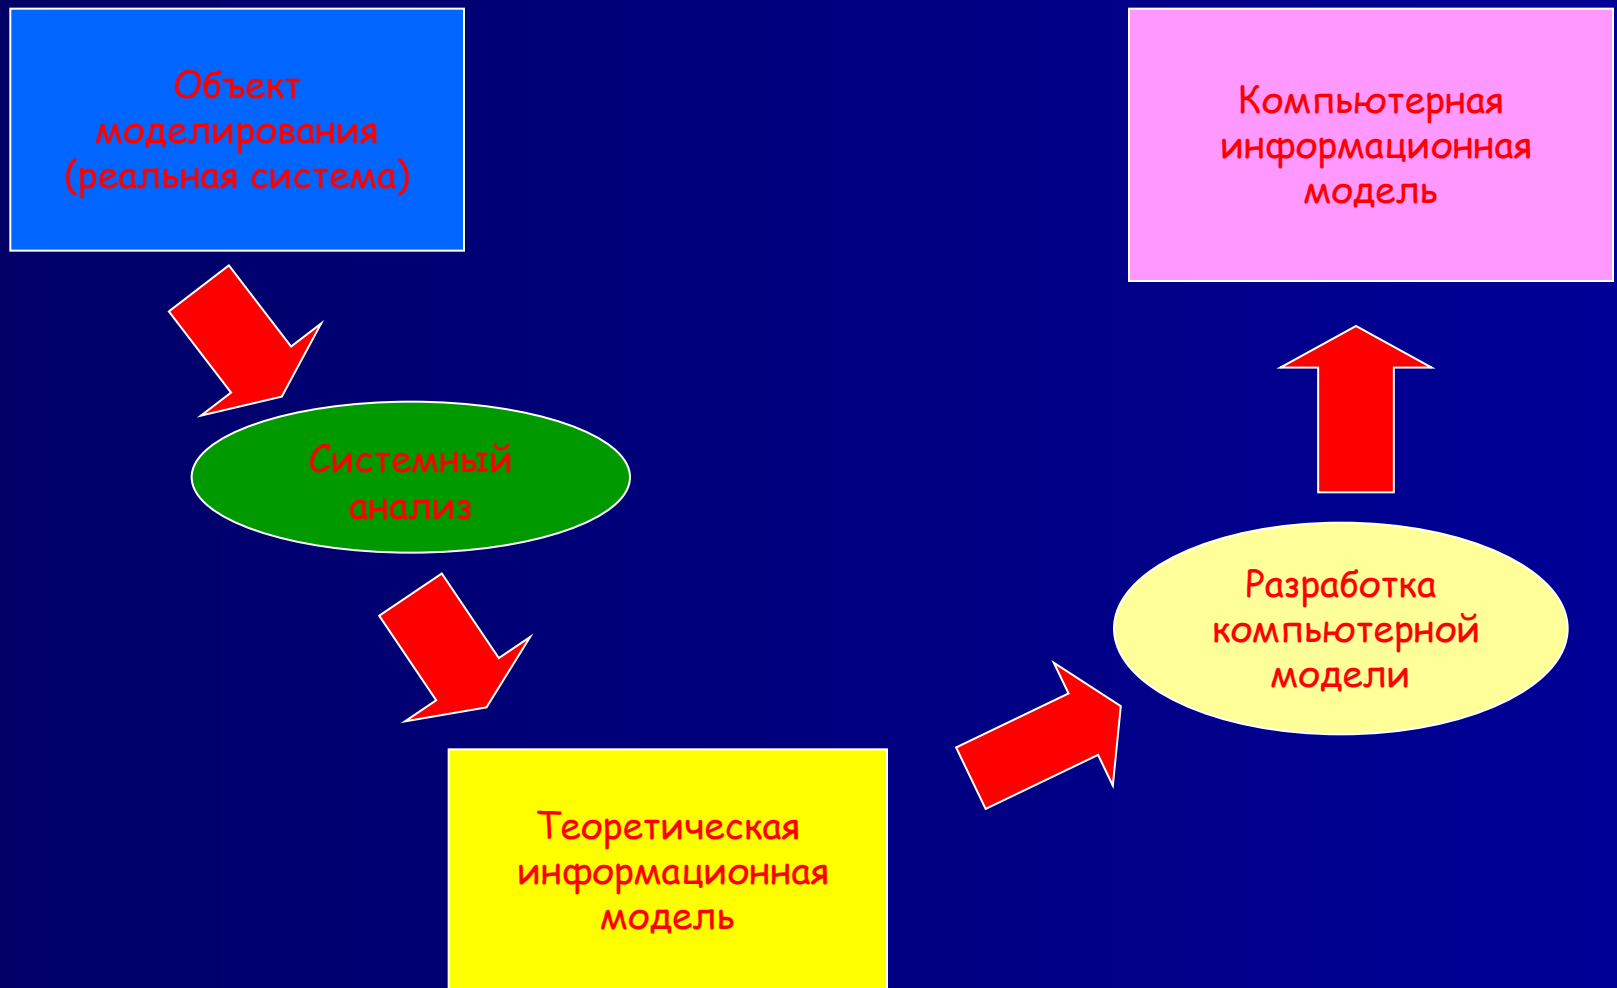 Объект
моделирования
(реальная система)
Компьютерная
информационная
модель
Системный
анализ
Разработка
компьютерной
модели
Теоретическая
информационная
модель